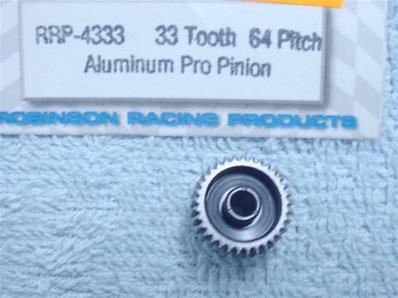 RRP-4333 33 Tooth 64 Pitch
Aluminum Pro Pinion
ROBINSON RACING PRODUCTS